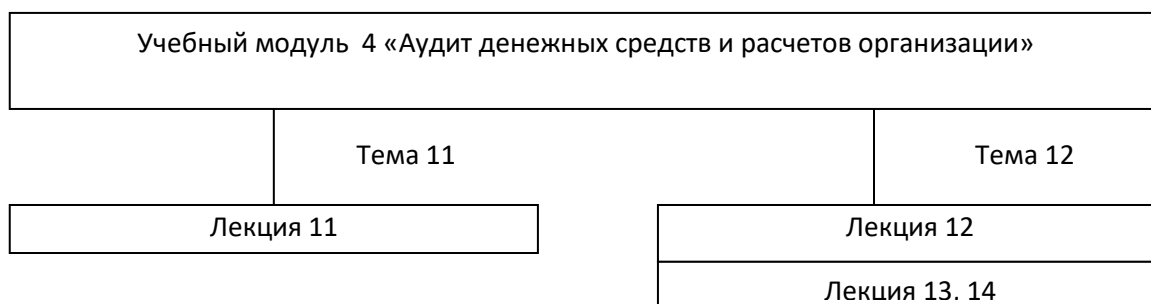 Учебный модуль 4 «Аудит денежных средств и расчетов организации»
Тема 11
Тема 12
Лекция 11
Лекция 12
Лекция 13, 14